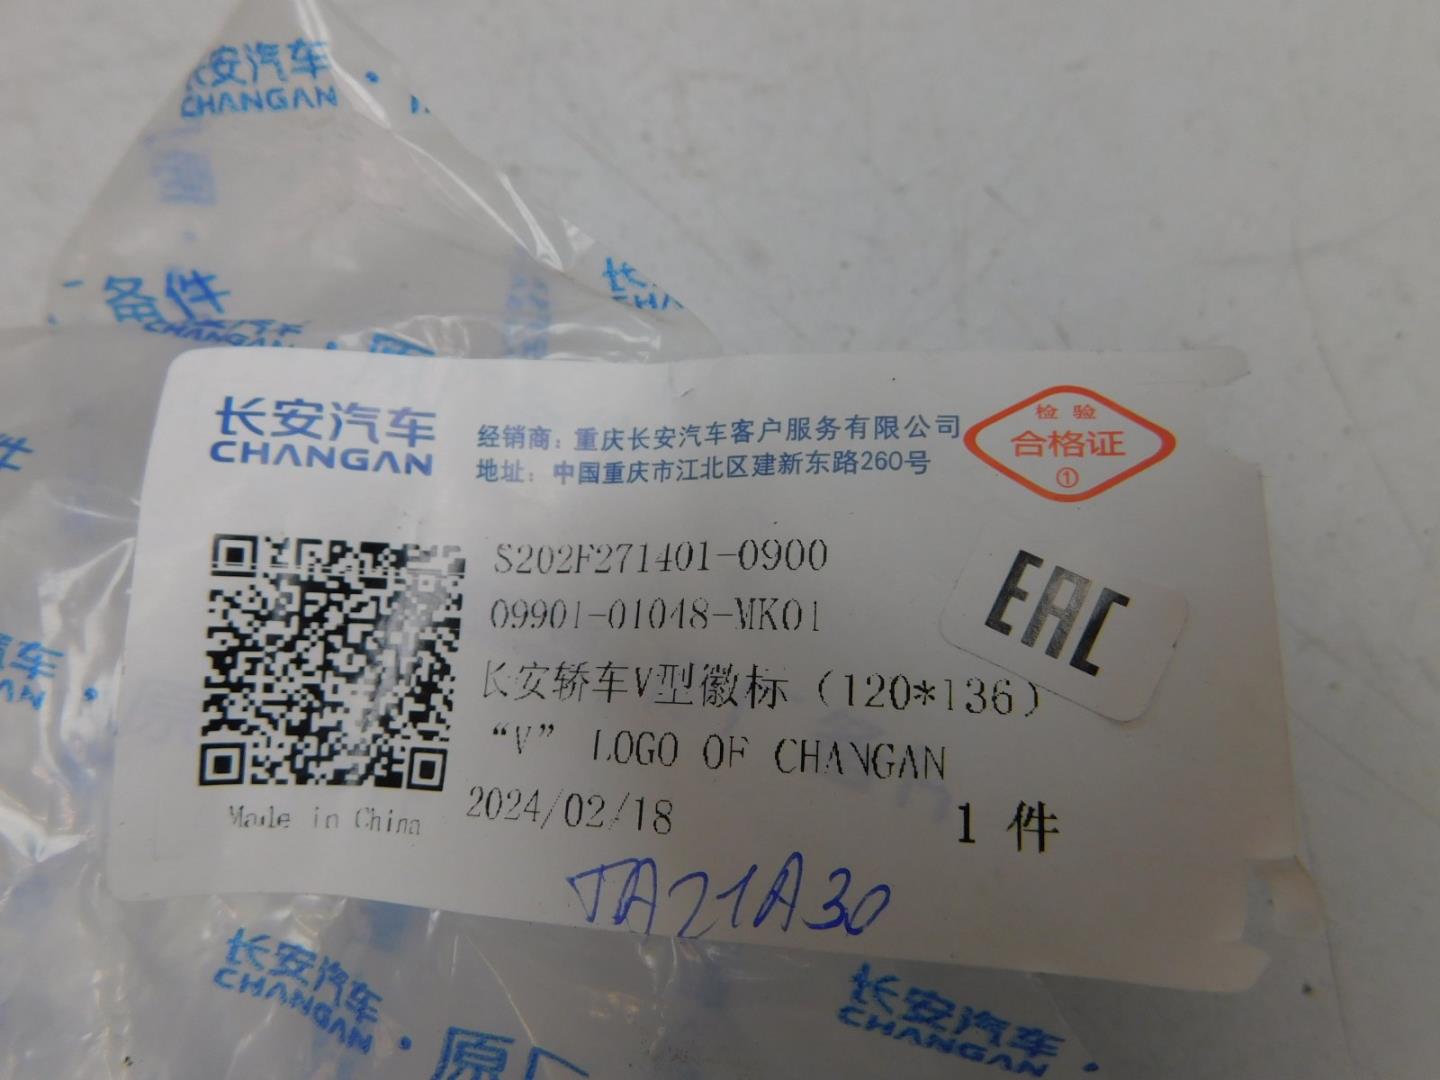 安汽车
CHANGAN
备件
CHANGAN
长安汽车
CHANGAN
经销商：重庆长安汽车客户服务有限公司
地址：中国重庆市江北区建新东路260号
检 验
合格证
①
S202F271401-0900
09901-01048-MK01
EAC
长安轿车V型徽标（120*136）
“V” LOGO OF CHANGAN
Made in China
2024/02/18
1 件
TA21A30
长安汽车
CHANGAN
长安汽车
CHANGAN
原厂